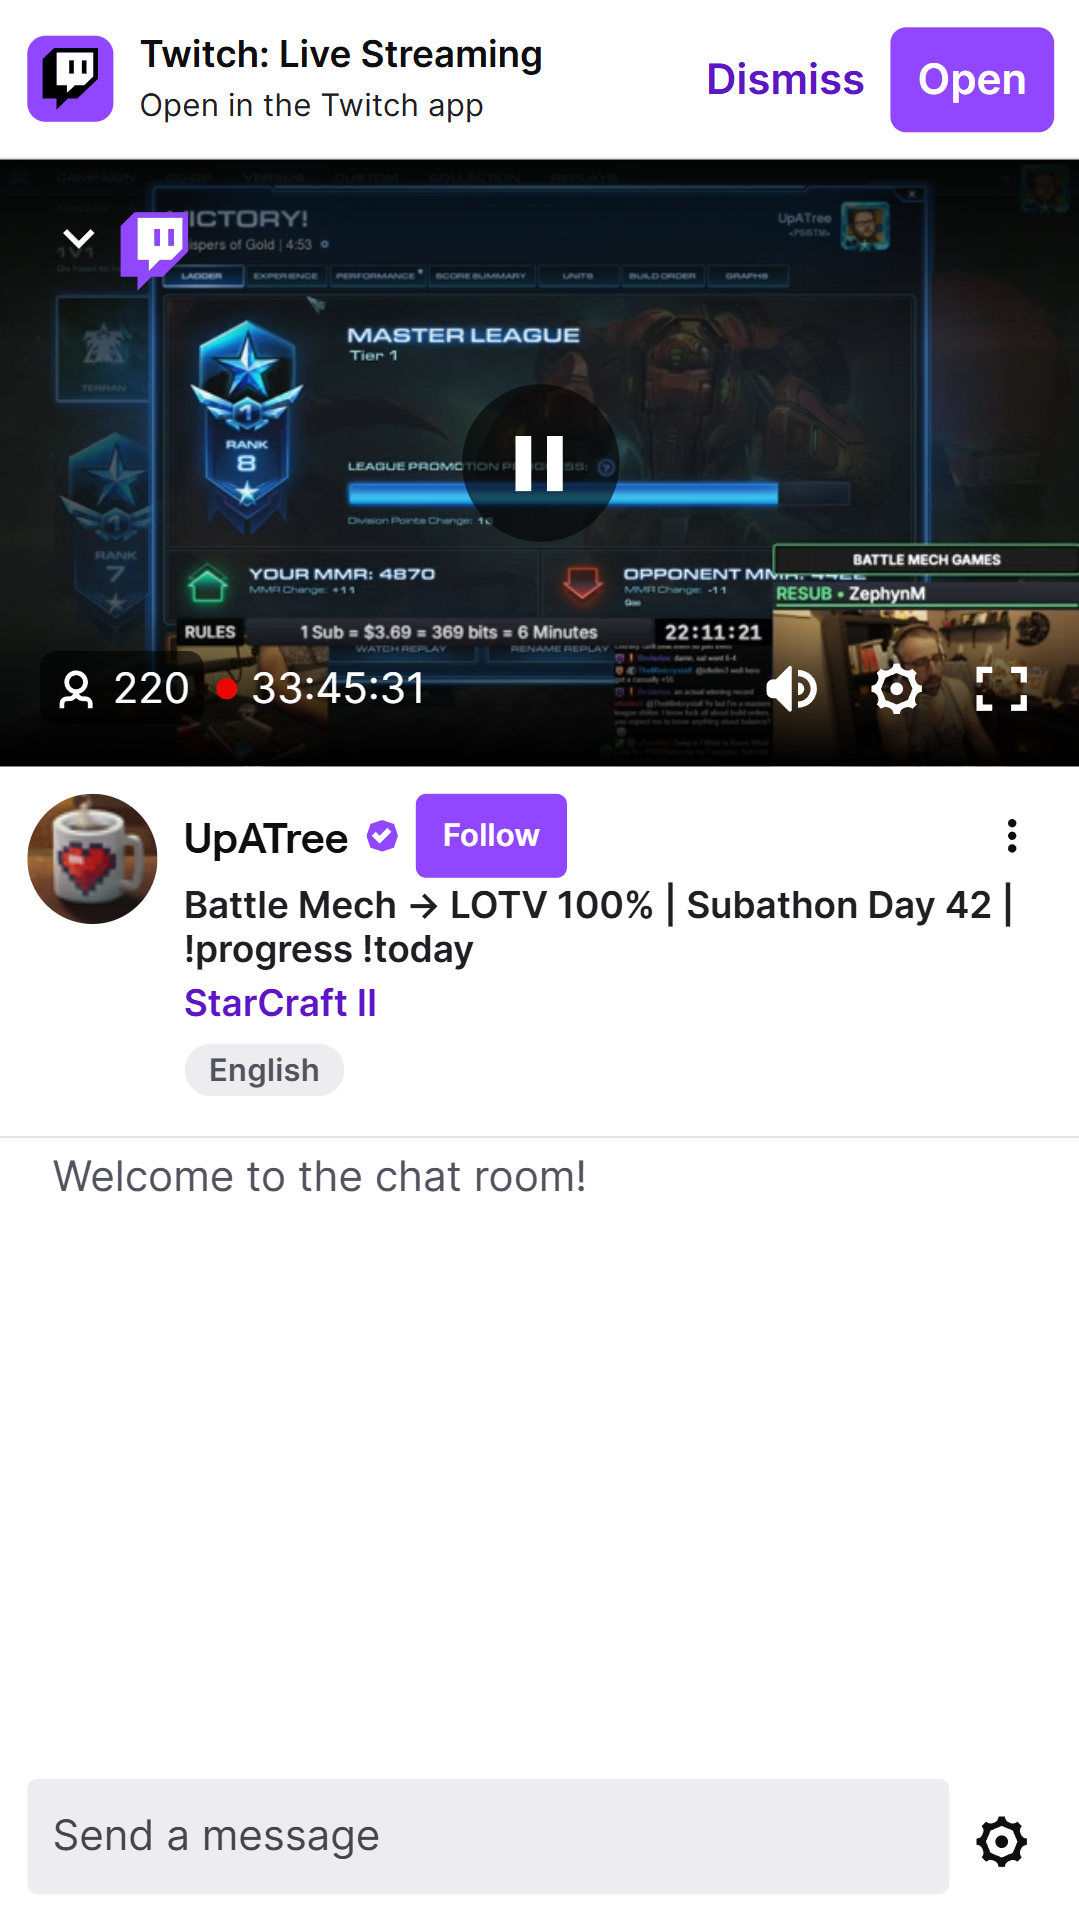 Twitch: Live Streaming
Open in the Twitch app
Dismiss
Open
CAMPAIGN CO-OP VERSUS CUSTOM COLLECTION REPLAYS
ICTORY!
ispers of Gold | 4:53
UpATree
<PSISTM>
1V1
LADDER EXPERIENCE PERFORMANCE SCORE SUMMARY UNITS BUILD ORDER GRAPHS
MASTER LEAGUE
Tier 1
TERRAN
1
RANK
8
LEAGUE PROMOTION PROGRESS:
Division Points Change:
RANK
7
YOUR MMR: 4870
MMR Change: +11
OPPONENT MMR: 4422
MMR Change: -11
BATTLE MECH GAMES
RESUB • ZephynM
RULES 1 Sub = $3.69 = 369 bits = 6 Minutes 22:11:21
WATCH REPLAY RENAME REPLAY
220 33:45:31
UpATree
Follow
Battle Mech → LOTV 100% | Subathon Day 42 |
!progress !today
StarCraft II
English
Welcome to the chat room!
Send a message